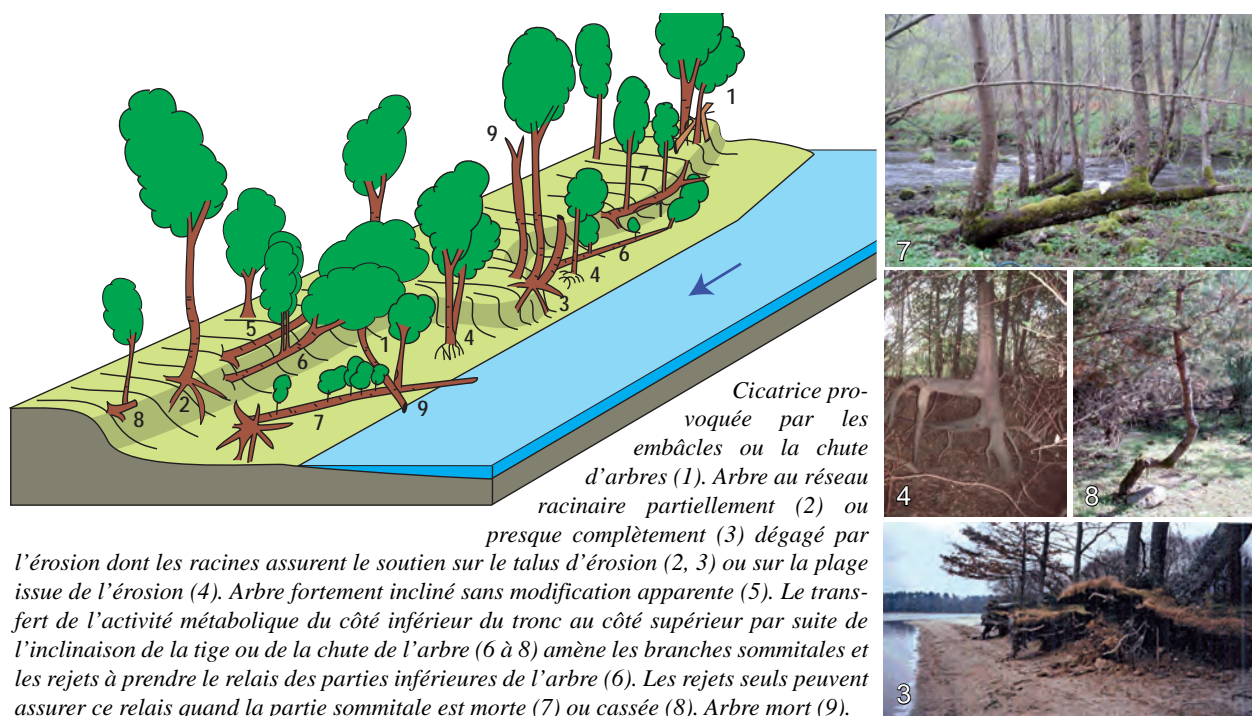 1
9
7
1
6
4
3
5
6
1
4
8
2
7
9
7
4
8
3
Cicatrice pro-
voquée par les
embâcles ou la chute
d'arbres (1). Arbre au réseau
racinaire partiellement (2) ou
presque complètement (3) dégagé par
l'érosion dont les racines assurent le soutien sur le talus d'érosion (2, 3) ou sur la plage
issue de l'érosion (4). Arbre fortement incliné sans modification apparente (5). Le trans-
fert de l'activité métabolique du côté inférieur du tronc au côté supérieur par suite de
l'inclinaison de la tige ou de la chute de l'arbre (6 à 8) amène les branches sommitales et
les rejets à prendre le relais des parties inférieures de l'arbre (6). Les rejets seuls peuvent
assurer ce relais quand la partie sommitale est morte (7) ou cassée (8). Arbre mort (9).